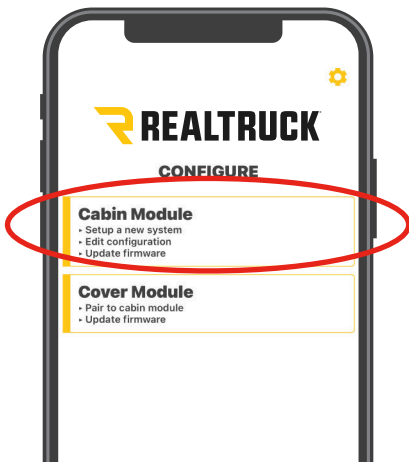 REALTRUCK
CONFIGURE
Cabin Module
▸ Setup a new system
▸ Edit configuration
▸ Update firmware
Cover Module
▸ Pair to cabin module
▸ Update firmware